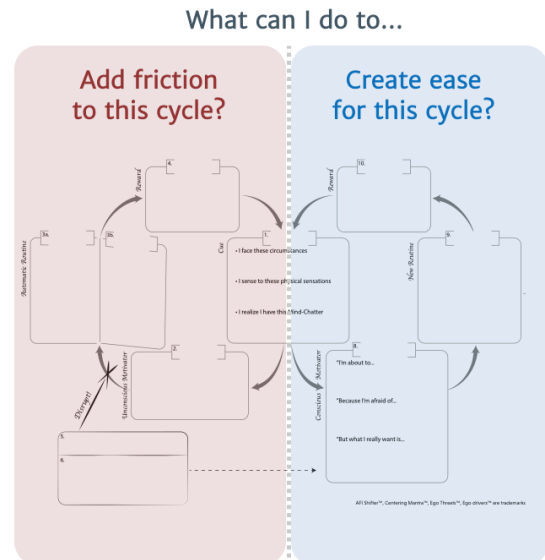 What can I do to...
Add friction
to this cycle?
Create ease
for this cycle?
4.
Reward
10.
Reward
3a.
3b.
Automatic Routine
1.
Cue
• I face these circumstances
• I sense to these physical sensations
• I realize I have this Mind-Chatter
9.
New Routine
2.
Unconscious Motivator
8.
Conscious Motivator
"I'm about to...
"Because I'm afraid of...
"But what I really want is...
Disrupt!
5.
6.
AFI Shifter™, Centering Mantra™, Ego Threats™, Ego drivers™ are trademarks